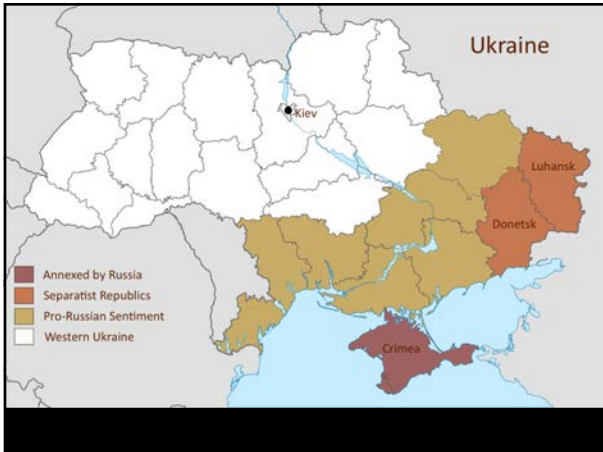 Ukraine
Kiev
Luhansk
Donetsk
Annexed by Russia
Separatist Republics
Pro-Russian Sentiment
Western Ukraine
Crimea